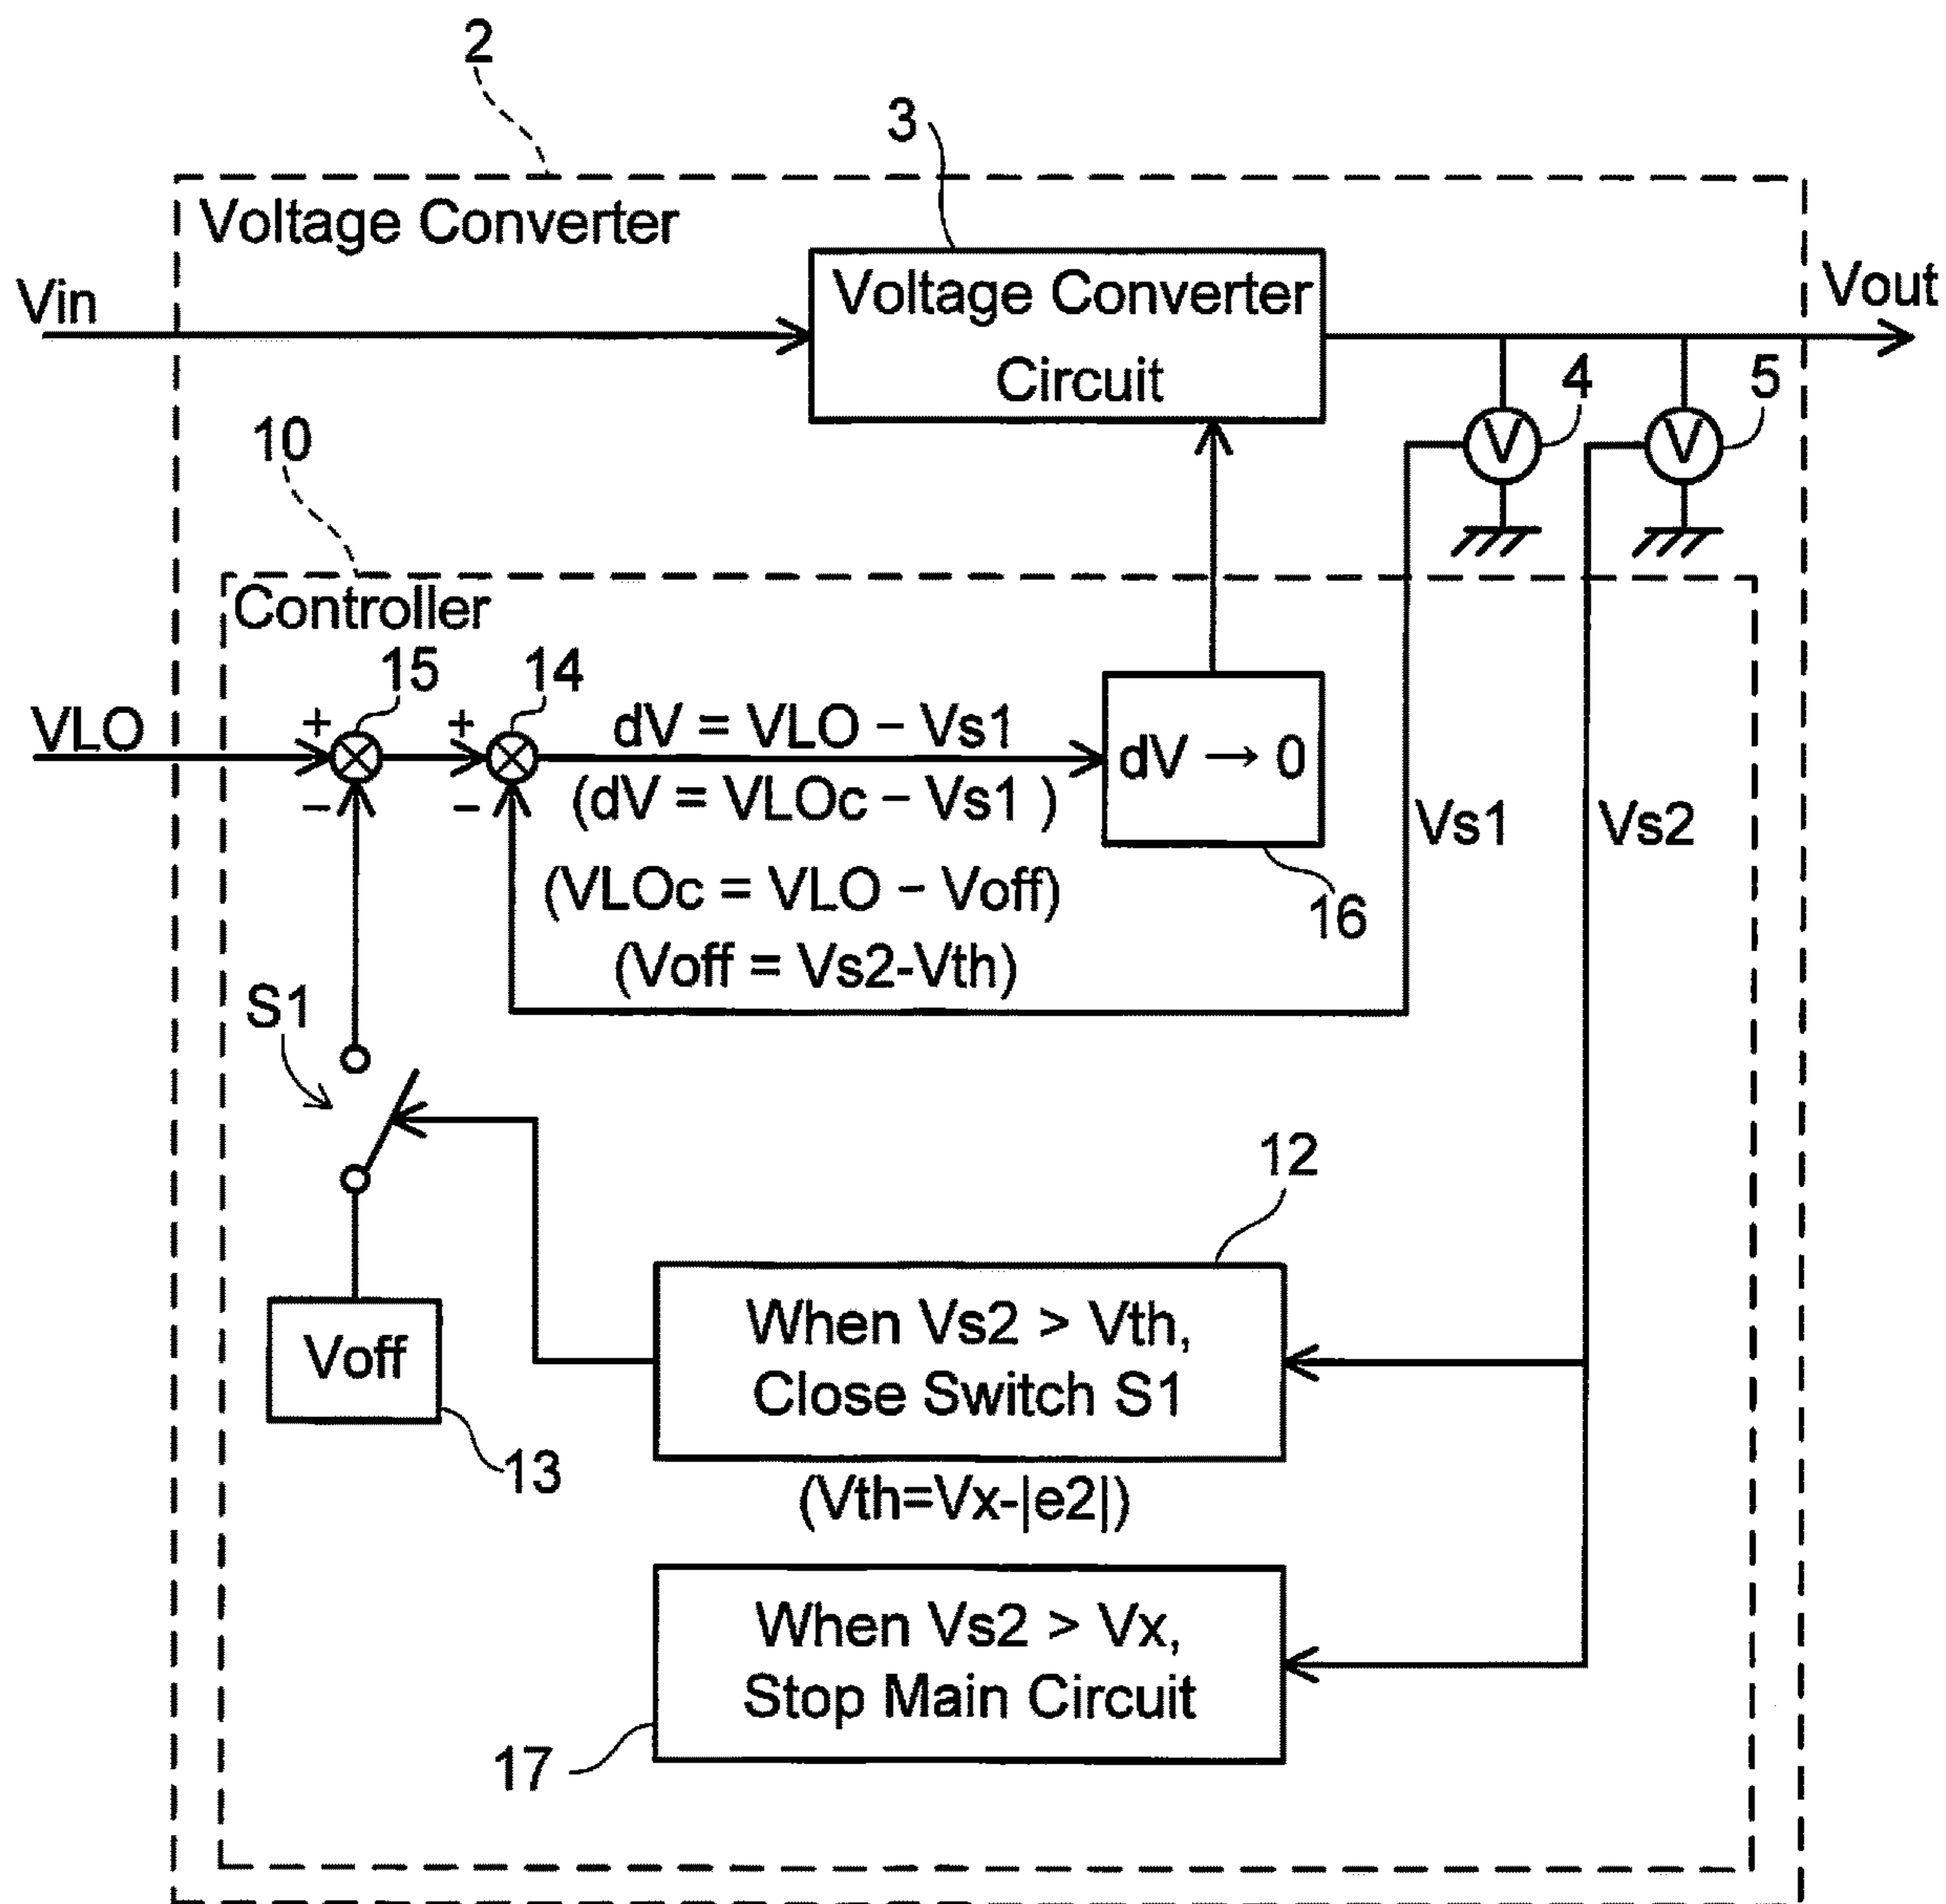 2
3
Voltage Converter
Vin
Voltage Converter
Circuit
Vout
4
5
V
V
10
Controller
15
14
VLO
+
+
dV = VLO − Vs1
dV → 0
−
−
(dV = VLOc − Vs1 )
Vs1
Vs2
(VLOc = VLO − Voff)
16
(Voff = Vs2-Vth)
S1
12
When Vs2 > Vth,
Close Switch S1
Voff
13
(Vth=Vx-|e2|)
When Vs2 > Vx,
Stop Main Circuit
17